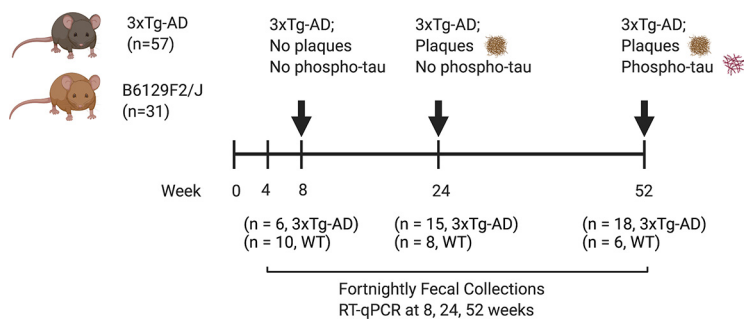 3xTg-AD
(n=57)
B6129F2/J
(n=31)
3xTg-AD;
No plaques
No phospho-tau
3xTg-AD;
Plaques
No phospho-tau
3xTg-AD;
Plaques
Phospho-tau
Week 0 4 8 24 52
(n = 6, 3xTg-AD)
(n = 10, WT)
(n = 15, 3xTg-AD)
(n = 8, WT)
(n = 18, 3xTg-AD)
(n = 6, WT)
Fortnightly Fecal Collections
RT-qPCR at 8, 24, 52 weeks